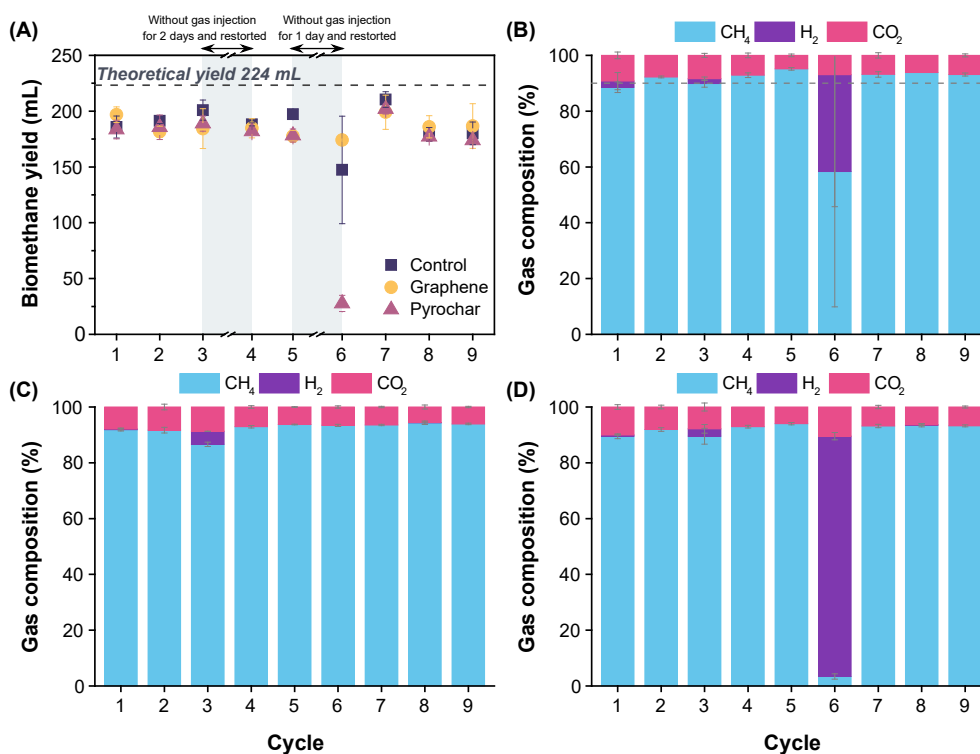 Without gas injection Without gas injection
for 2 days and restorted for 1 day and restorted
(A)
Theoretical yield 224 mL
Biomethane yield (mL)
250
200
150
100
50
0
Control
Graphene
Pyrochar
1 2 3 4 5 6 7 8 9
(B)
CH₄ H₂ CO₂
Gas composition (%)
100
80
60
40
20
0
1 2 3 4 5 6 7 8 9
(C)
CH₄ H₂ CO₂
Gas composition (%)
100
80
60
40
20
0
1 2 3 4 5 6 7 8 9
Cycle
(D)
CH₄ H₂ CO₂
Gas composition (%)
100
80
60
40
20
0
1 2 3 4 5 6 7 8 9
Cycle